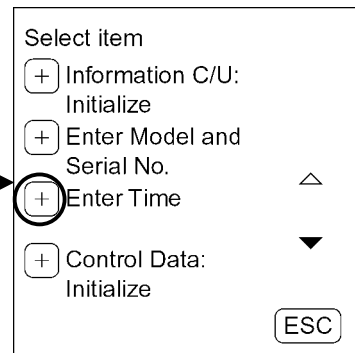 Select item
+ Information C/U:
Initialize
+ Enter Model and
Serial No.
+ Enter Time
+ Control Data:
Initialize
ESC